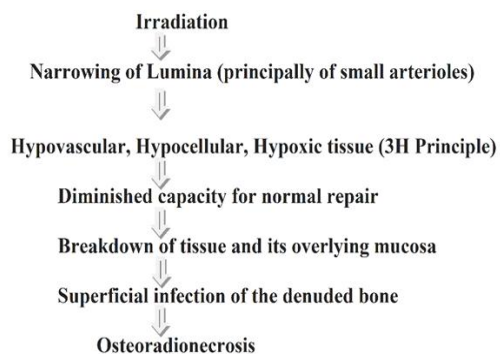 Irradiation
Narrowing of Lumina (principally of small arterioles)
Hypovascular, Hypocellular, Hypoxic tissue (3H Principle)
Diminished capacity for normal repair
Breakdown of tissue and its overlying mucosa
Superficial infection of the denuded bone
Osteoradionecrosis